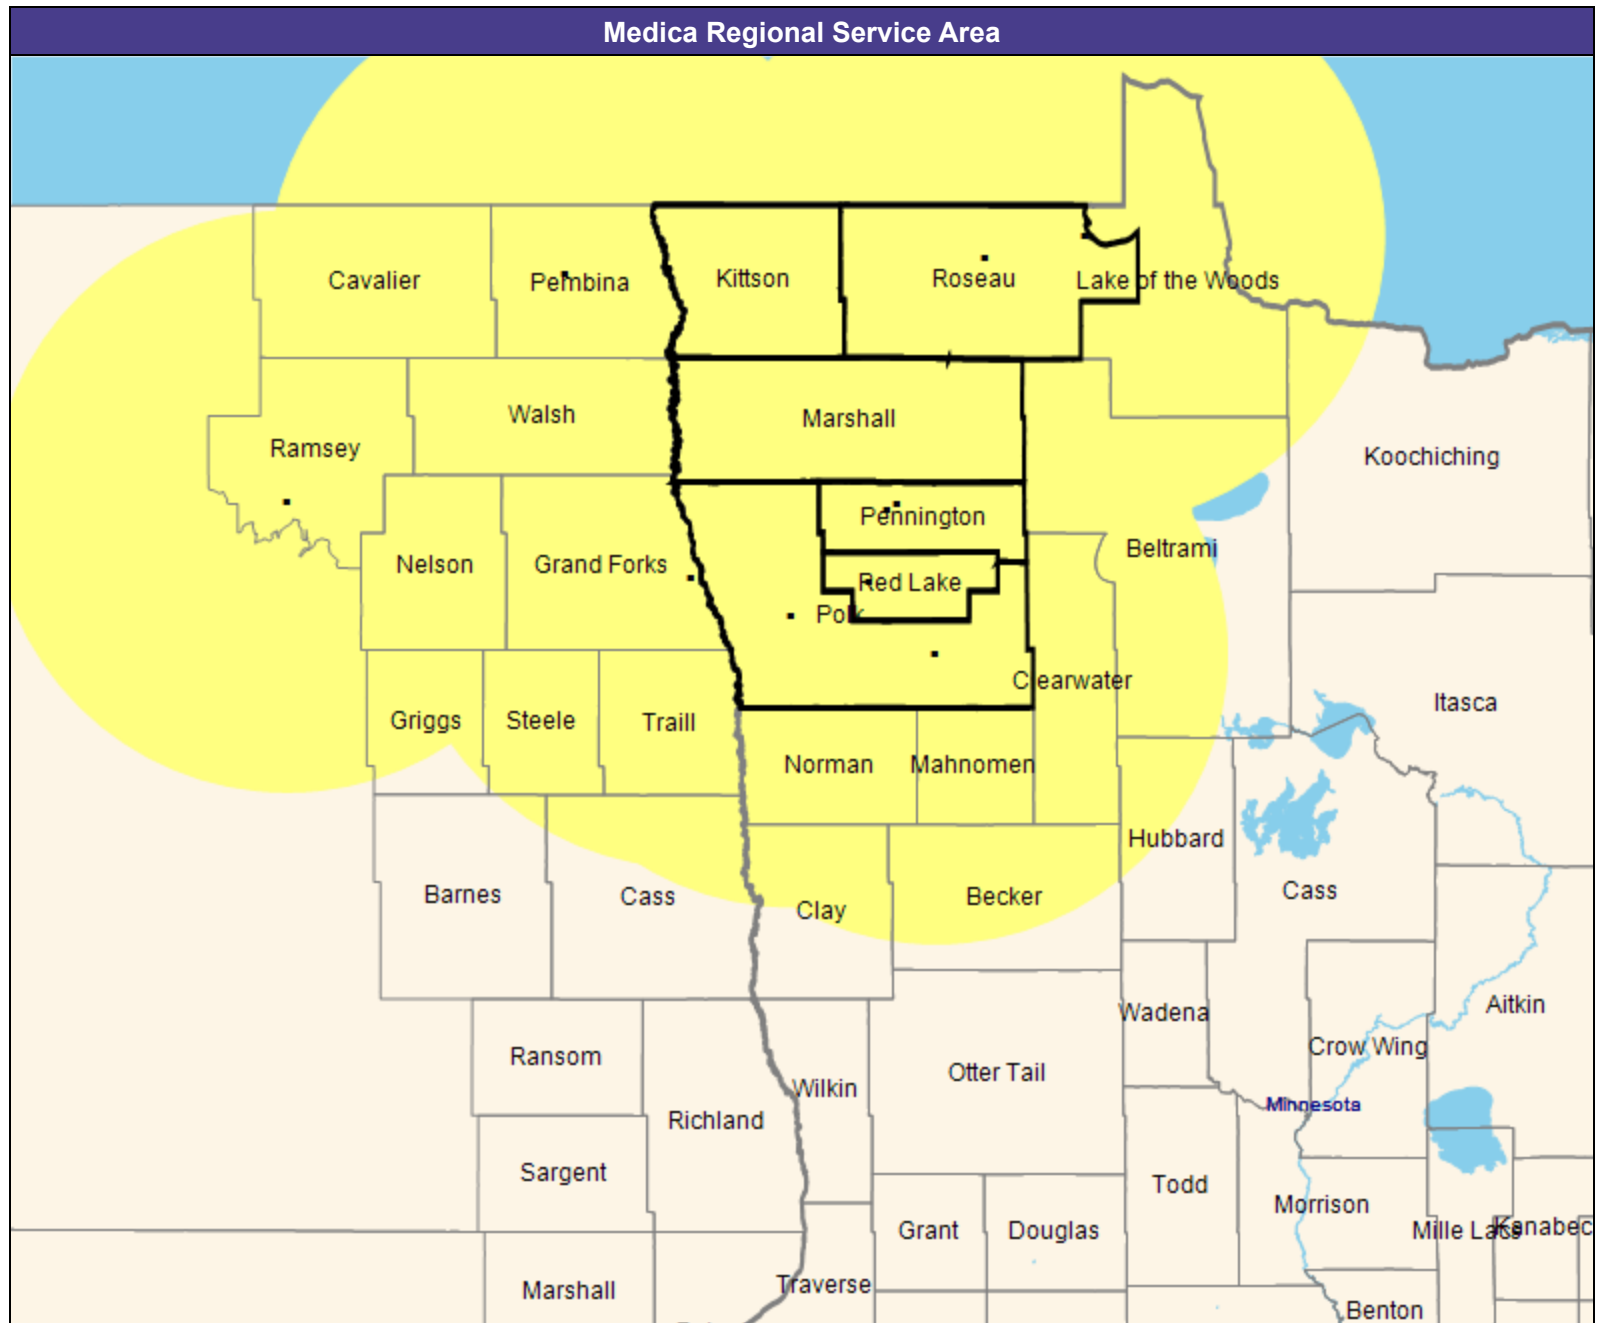 Medica Regional Service Area
Cavalier
Pembina
Kittson
Roseau
Lake of the Woods
Walsh
Marshall
Ramsey
Koochiching
Pennington
Beltrami
Nelson
Grand Forks
Red Lake
Polk
Clearwater
Itasca
Griggs
Steele
Traill
Norman
Mahnomen
Hubbard
Barnes
Cass
Clay
Becker
Cass
Aitkin
Wadena
Crow Wing
Ransom
Otter Tail
Wilkin
Minnesota
Richland
Sargent
Todd
Morrison
Grant
Douglas
Mille Lacs
Kanabec
Marshall
Traverse
Benton